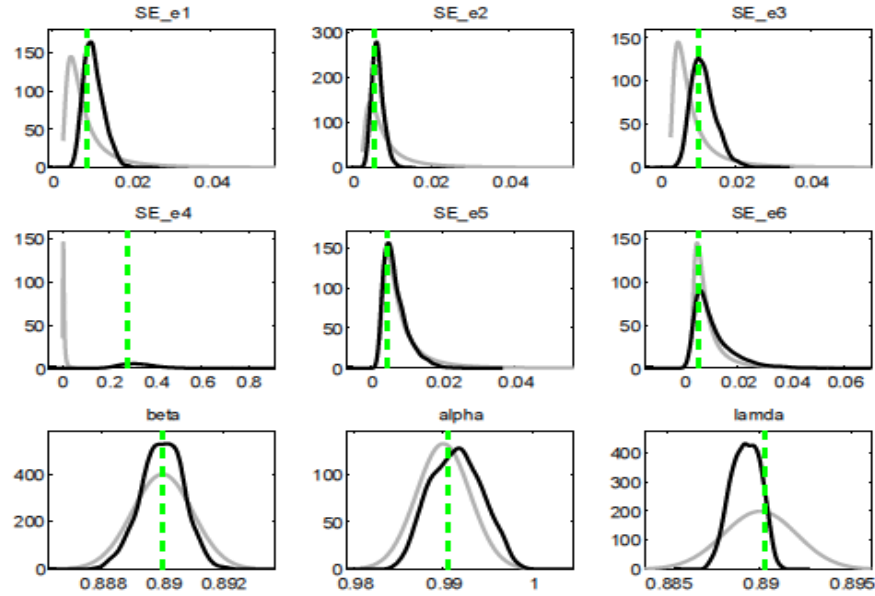 SE_e1 SE_e2 SE_e3
150 300 150
100 200 100
50 100 50
0 0 0
0 0.02 0.04 0 0.02 0.04 0 0.02 0.04
SE_e4 SE_e5 SE_e6
150 150 150
100 100 100
50 50 50
0 0 0
0 0.2 0.4 0.6 0.8 0 0.02 0.04 0 0.02 0.04 0.06
beta alpha lamda
400 100 400
200 50 300
0 0 200
100
0
0.888 0.89 0.892 0.98 0.99 1 0.885 0.89 0.895